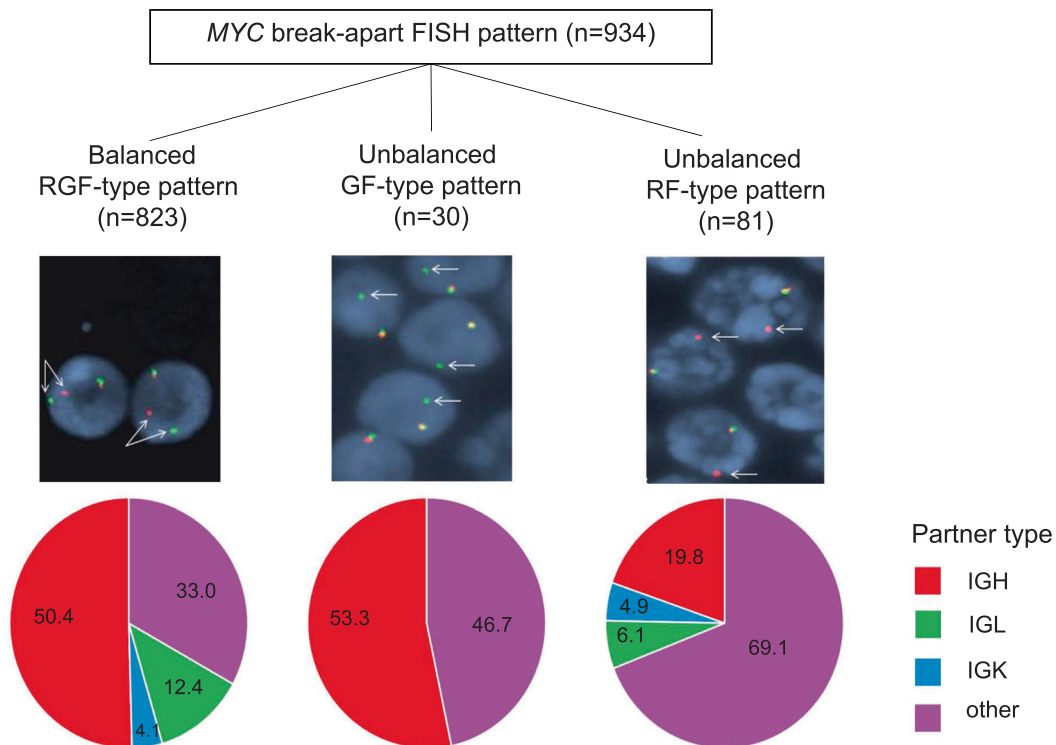 MYC break-apart FISH pattern (n=934)
Balanced
RGF-type pattern
(n=823)
Unbalanced
GF-type pattern
(n=30)
Unbalanced
RF-type pattern
(n=81)
50.4
33.0
12.4
4.1
53.3
46.7
19.8
4.9
6.1
69.1
Partner type
IGH
IGL
IGK
other